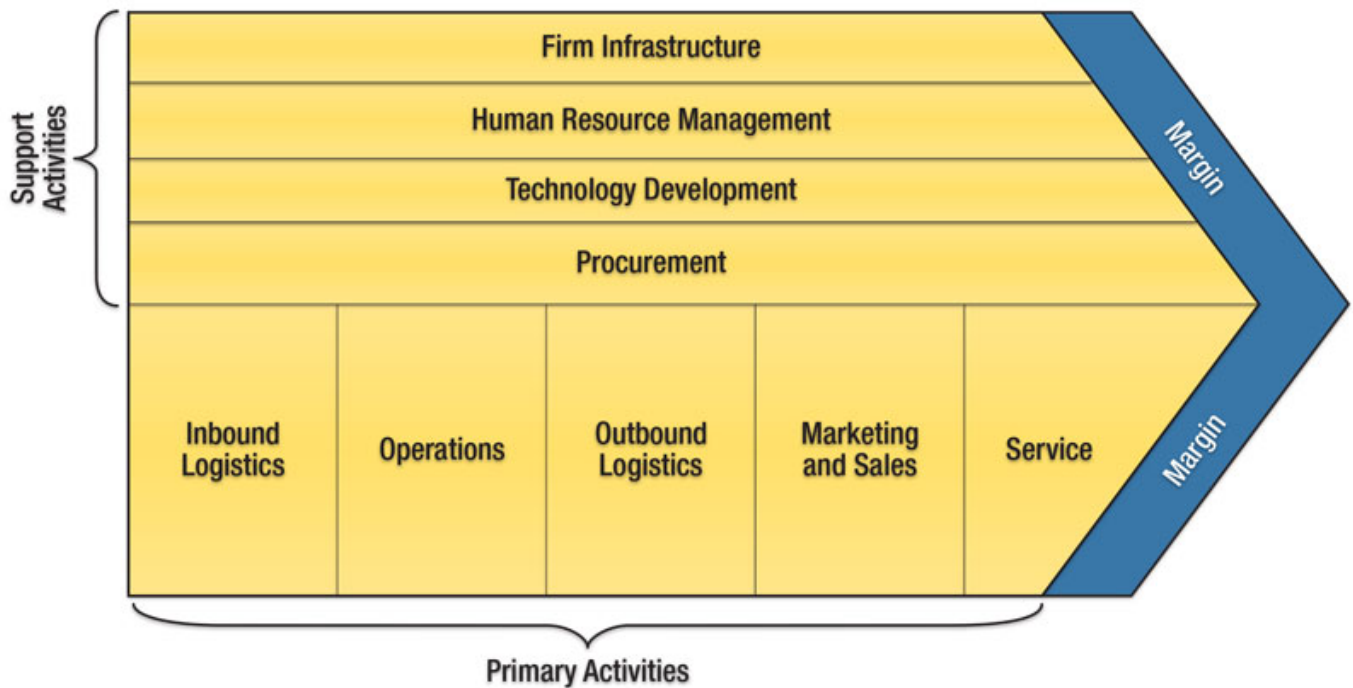 Support
Activities
Firm Infrastructure
Human Resource Management
Technology Development
Procurement
Margin
Inbound
Logistics
Operations
Outbound
Logistics
Marketing
and Sales
Service
Margin
Primary Activities